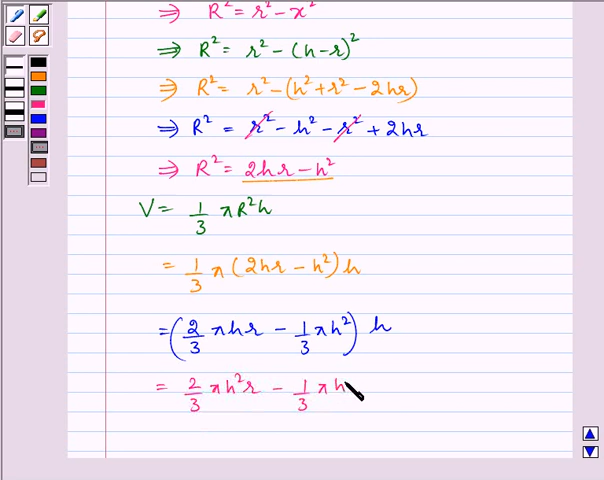 ⇒ R² = r² - x²
⇒ R² = r² - (h-r)²
⇒ R² = r² - (h² + r² - 2hr)
⇒ R² = r² - h² - r² + 2hr
⇒ R² = 2hr - h²
V = 1/3 πR²h
= 1/3 π (2hr - h²) h
= (2/3 πhr - 1/3 πh²) h
= 2/3 πh²r - 1/3 πh